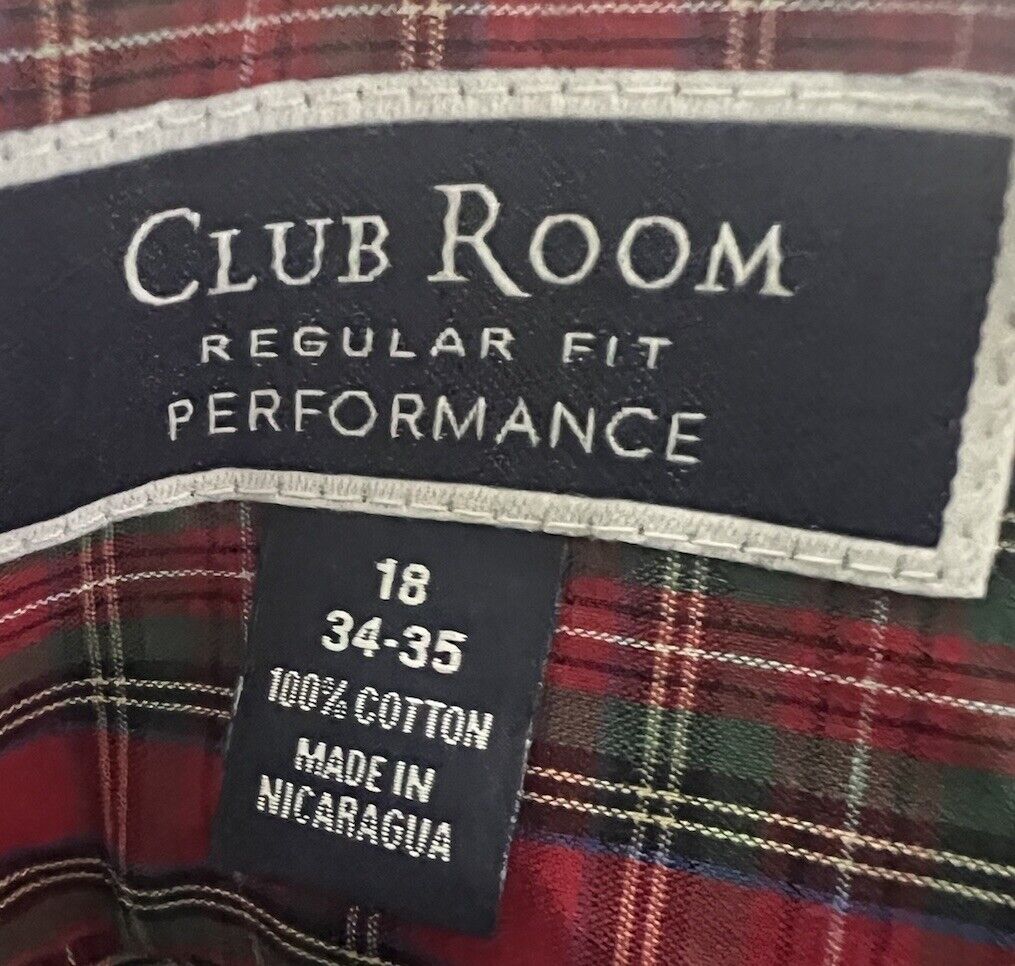 CLUB ROOM
REGULAR FIT
PERFORMANCE
18
34-35
100% COTTON
MADE IN
NICARAGUA